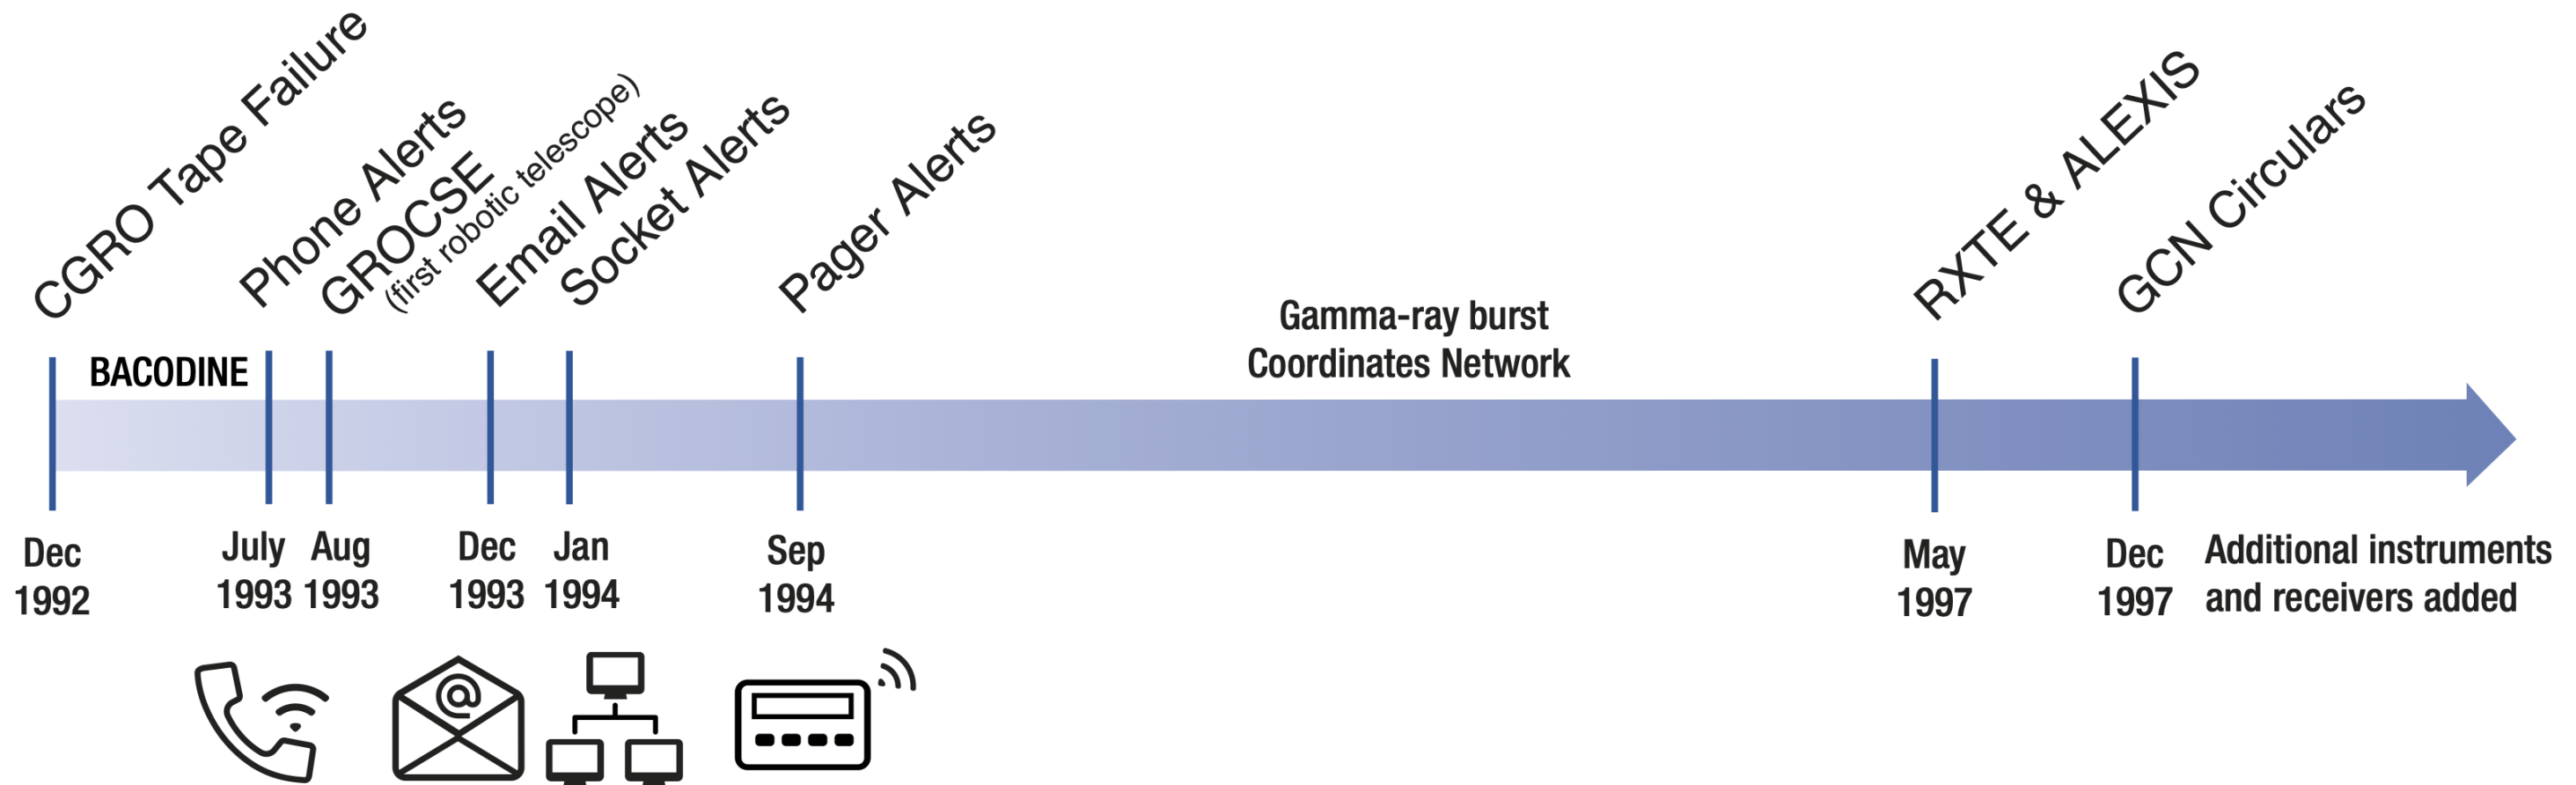 CGRO Tape Failure
Phone Alerts
GROCSE
(first robotic telescope)
Email Alerts
Socket Alerts
Pager Alerts
RXTE & ALEXIS
GCN Circulars
BACODINE
Gamma-ray burst
Coordinates Network
Dec
1992
July
1993
Aug
1993
Dec
1993
Jan
1994
Sep
1994
May
1997
Dec
1997
Additional instruments
and receivers added
@